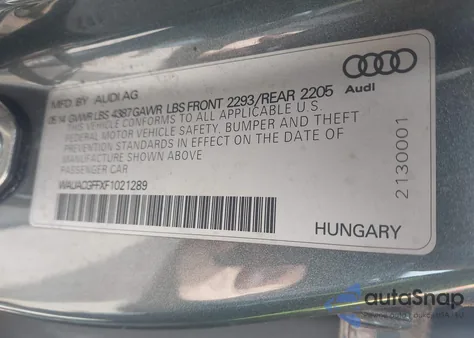 MFD. BY AUDI AG
05.14 GVWR LBS 4387 GAWR LBS FRONT 2293/REAR 2205
THIS VEHICLE CONFORMS TO ALL APPLICABLE U S
FEDERAL MOTOR VEHICLE SAFETY, BUMPER AND THEFT
PREVENTION STANDARDS IN EFFECT ON THE DATE OF
MANUFACTURE SHOWN ABOVE
PASSENGER CAR
WAUACGFFXF1021289
Audi
2130001
HUNGARY
autoSnap